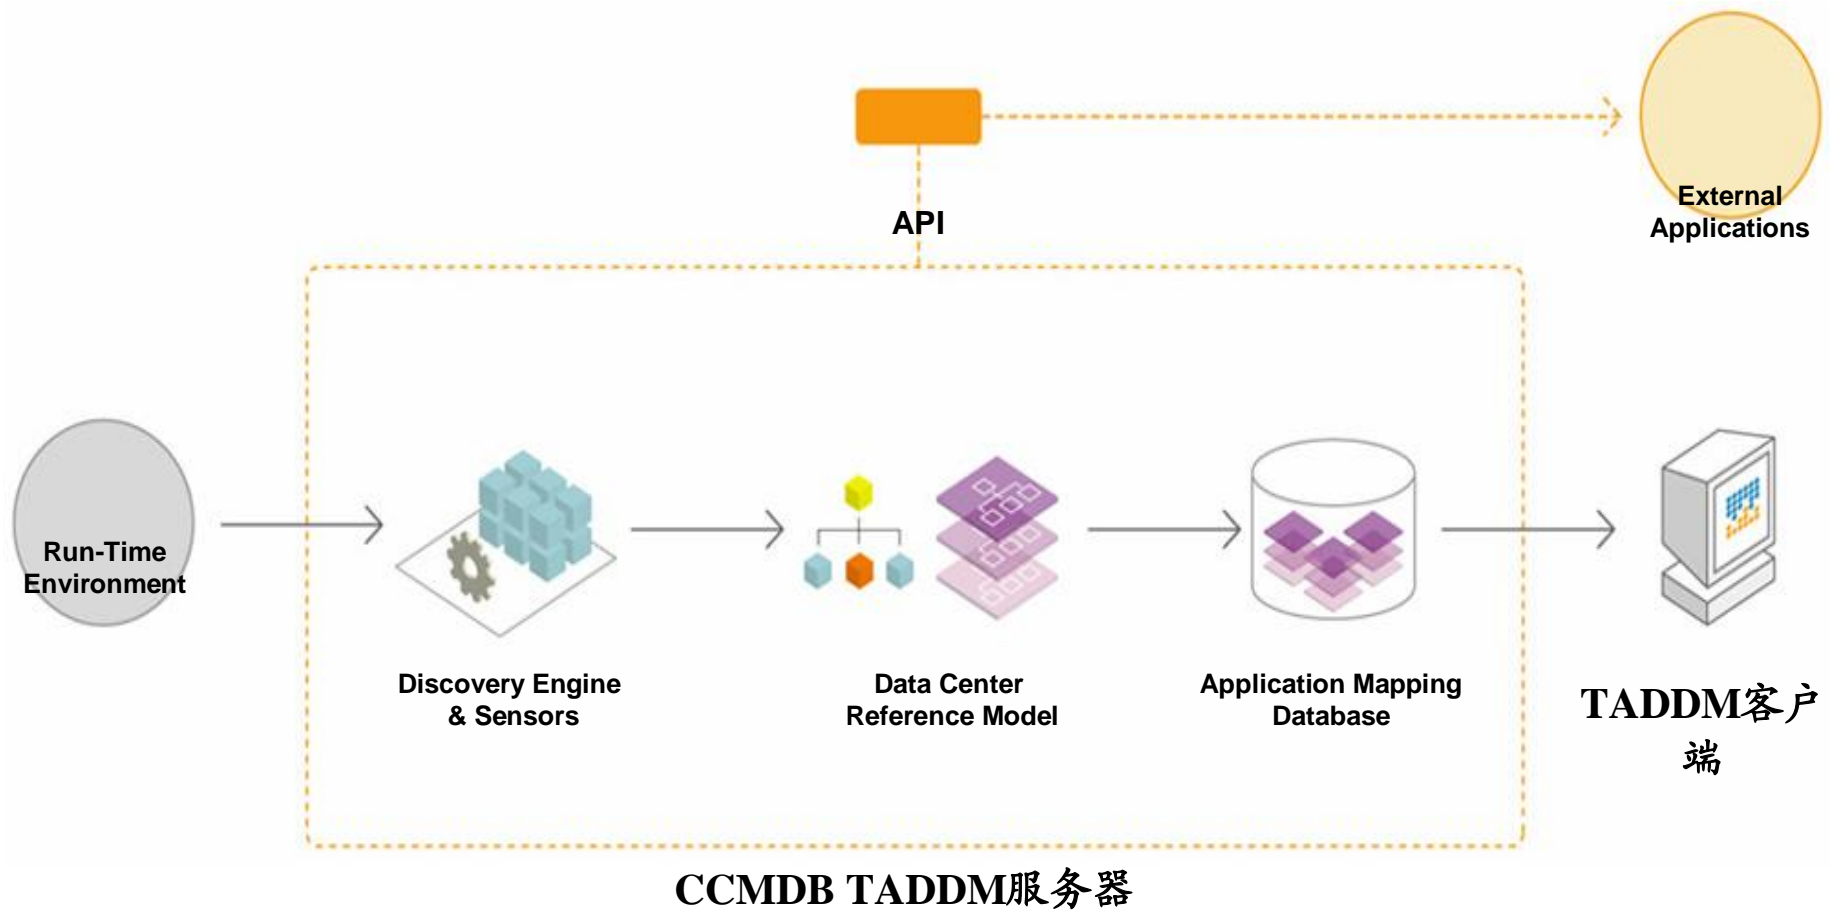 External
Applications
API
Run-Time
Environment
Discovery Engine
& Sensors
Data Center
Reference Model
Application Mapping
Database
TADDM客户
端
CCMDB TADDM服务器